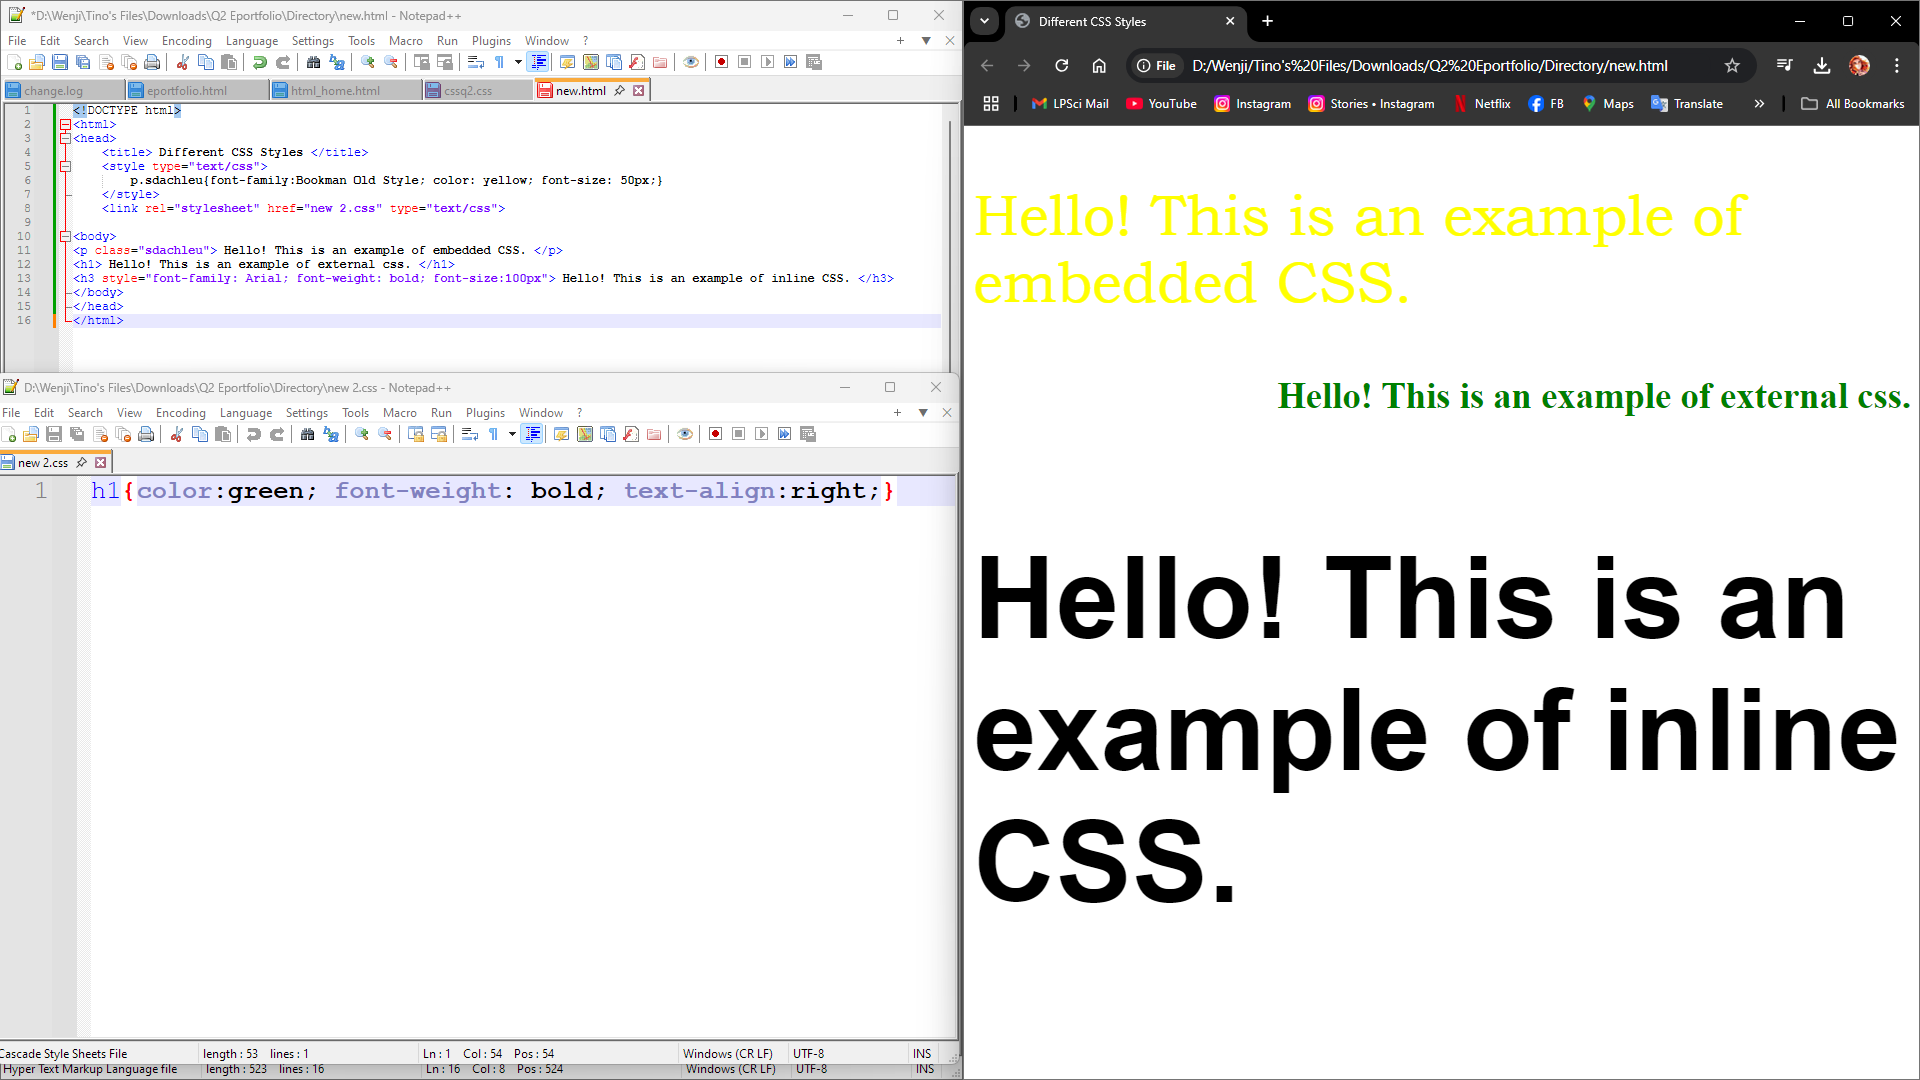 *D:\Wenji\Tino's Files\Downloads\Q2 Eportfolio\Directory\new.html - Notepad++
File Edit Search View Encoding Language Settings Tools Macro Run Plugins Window ?
change.log eportfolio.html html_home.html cssq2.css new.html
1 <!DOCTYPE html>
2 <html>
3 <head>
4 <title> Different CSS Styles </title>
5 <style type="text/css">
6 p.sdachleu{font-family:Bookman Old Style; color: yellow; font-size: 50px;}
7 </style>
8 <link rel="stylesheet" href="new 2.css" type="text/css">
9
10 <body>
11 <p class="sdachleu"> Hello! This is an example of embedded CSS. </p>
12 <h1> Hello! This is an example of external css. </h1>
13 <h3 style="font-family: Arial; font-weight: bold; font-size:100px"> Hello! This is an example of inline CSS. </h3>
14 </body>
15 </head>
16 </html>
D:\Wenji\Tino's Files\Downloads\Q2 Eportfolio\Directory\new 2.css - Notepad++
File Edit Search View Encoding Language Settings Tools Macro Run Plugins Window ?
new 2.css
1 h1{color:green; font-weight: bold; text-align:right;}
Cascade Style Sheets File length : 53 lines : 1 Ln : 1 Col : 54 Pos : 54 Windows (CR LF) UTF-8 INS
Hyper Text Markup Language file length : 523 lines : 16 Ln : 16 Col : 8 Pos : 524 Windows (CR LF) UTF-8 INS
Different CSS Styles
File D:/Wenji/Tino's%20Files/Downloads/Q2%20Eportfolio/Directory/new.html
LPSci Mail YouTube Instagram Stories • Instagram Netflix FB Maps Translate » All Bookmarks
Hello! This is an example of
embedded CSS.
Hello! This is an example of external css.
Hello! This is an
example of inline
CSS.